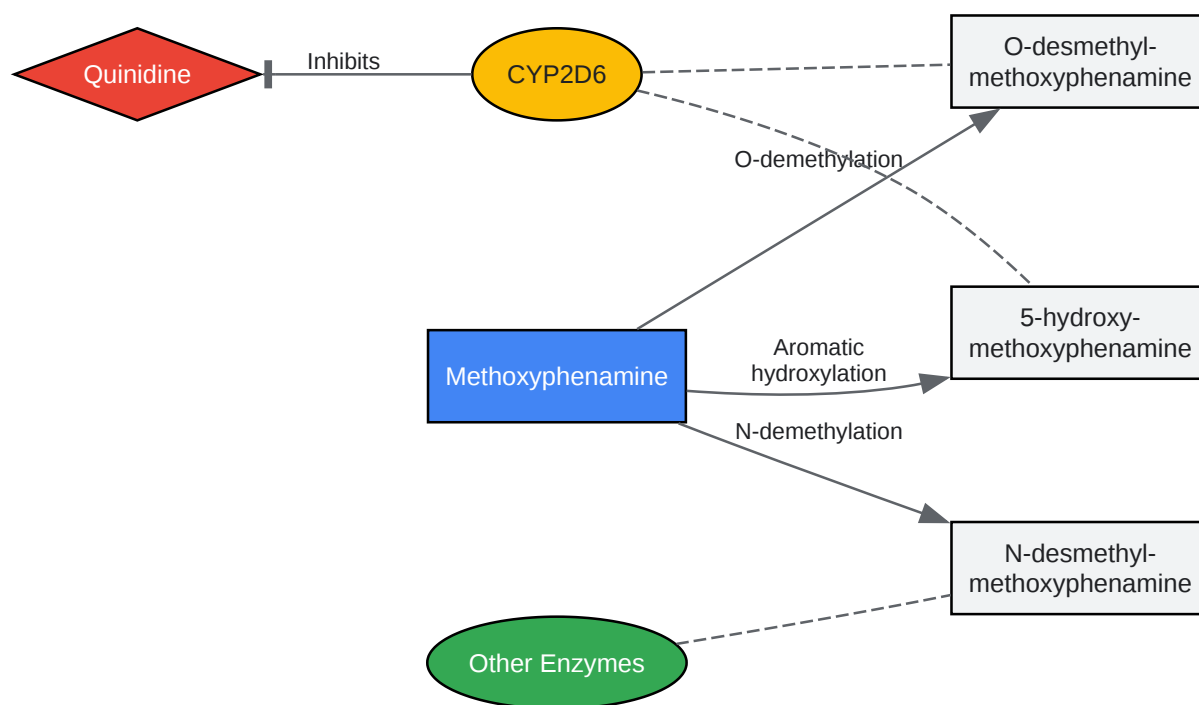 Quinidine
Inhibits
CYP2D6
O-desmethyl-
methoxyphenamine
O-demethylation
5-hydroxy-
methoxyphenamine
Methoxyphenamine
Aromatic
hydroxylation
N-demethylation
N-desmethyl-
methoxyphenamine
Other Enzymes